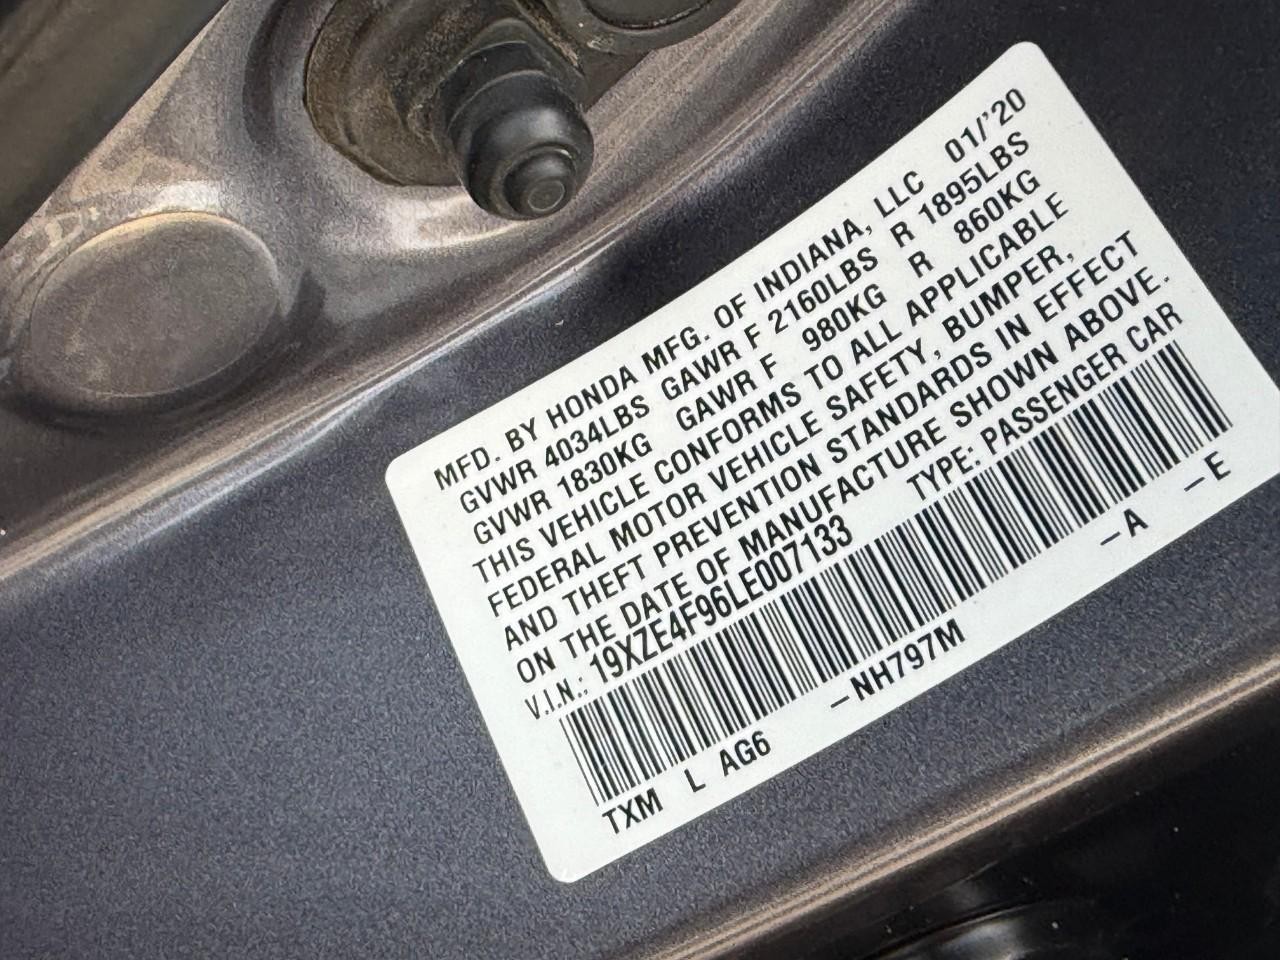 MFD. BY HONDA MFG. OF INDIANA, LLC 01/'20
GVWR 4034LBS GAWR F 2160LBS R 1895LBS
GVWR 1830KG GAWR F 980KG R 860KG
THIS VEHICLE CONFORMS TO ALL APPLICABLE
FEDERAL MOTOR VEHICLE SAFETY, BUMPER,
AND THEFT PREVENTION STANDARDS IN EFFECT
ON THE DATE OF MANUFACTURE SHOWN ABOVE.
V.I.N.: 19XZE4F96LE007133 TYPE: PASSENGER CAR
TXM L AG6 –NH797M –A –E